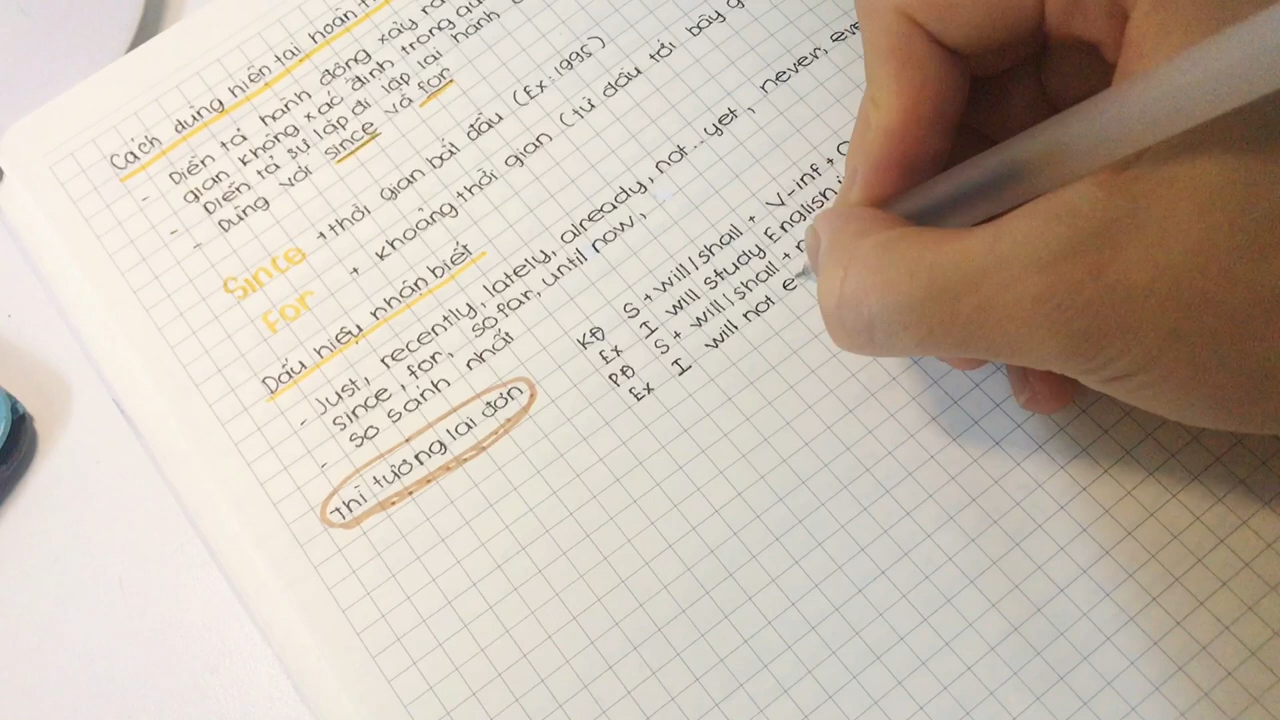 Cách dùng hiện tại hoàn
- Diễn tả hành động xảy ra
gian không xác định trong quá
- Diễn tả sự lặp đi lặp lại hành
- Dùng với since và for
Since + thời gian bắt đầu (Ex: 1995)
For + khoảng thời gian (từ đầu tới bây g
Dấu hiệu nhận biết
- Just, recently, lately, already, not...yet, never, eve
since, for, so far, until now,
- so sánh nhất
thì tương lai đơn
KĐ S + will/shall + V-inf + O
Ex I will study English
PĐ S + will/shall + n
Ex I will not e